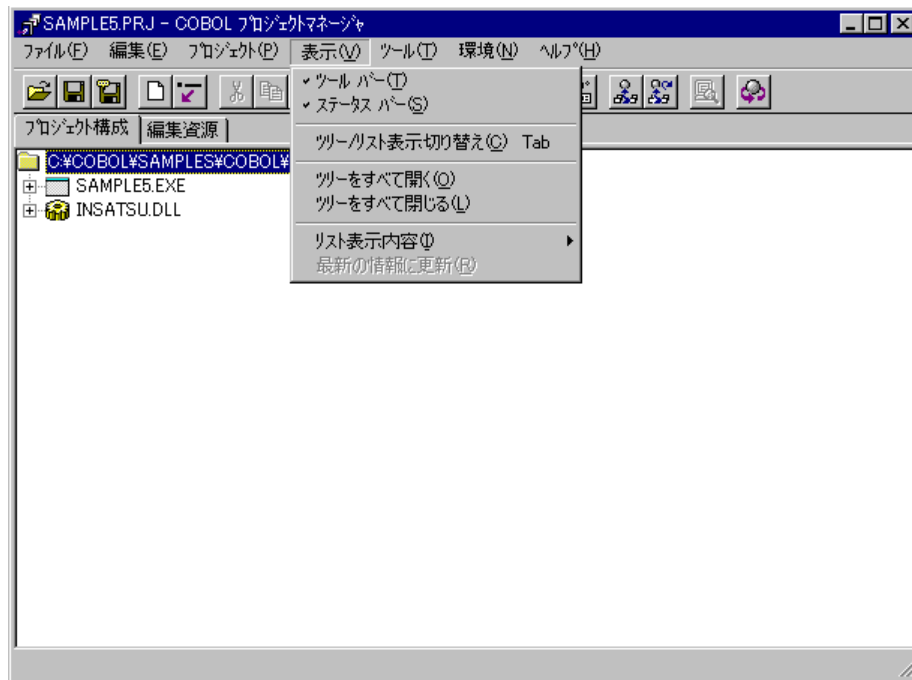 SAMPLE5.PRJ - COBOL プロジェクトマネージャ
ファイル(F) 編集(E) プロジェクト(P) 表示(V) ツール(T) 環境(N) ヘルプ(H)
プロジェクト構成 編集資源
C:¥COBOL¥SAMPLES¥COBOL¥
SAMPLE5.EXE
INSATSU.DLL
ツール バー(T)
ステータス バー(S)
ツリー/リスト表示切り替え(C) Tab
ツリーをすべて開く(O)
ツリーをすべて閉じる(L)
リスト表示内容(I)
最新の情報に更新(R)